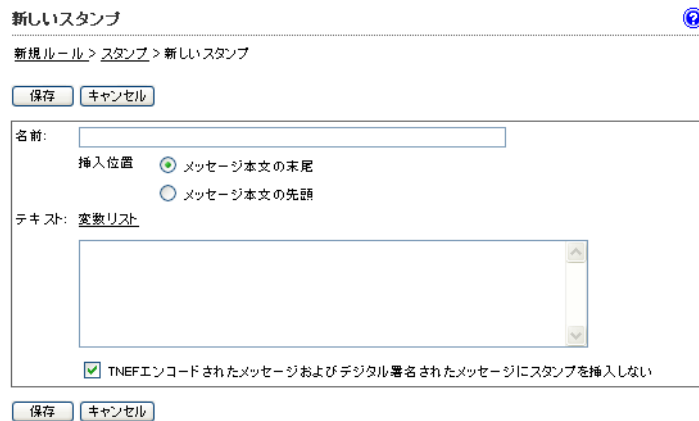 新しいスタンプ
新規ルール > スタンプ > 新しいスタンプ
保存 キャンセル
名前:
挿入位置 メッセージ本文の末尾
メッセージ本文の先頭
テキスト: 変数リスト
TNEFエンコードされたメッセージおよびデジタル署名されたメッセージにスタンプを挿入しない
保存 キャンセル